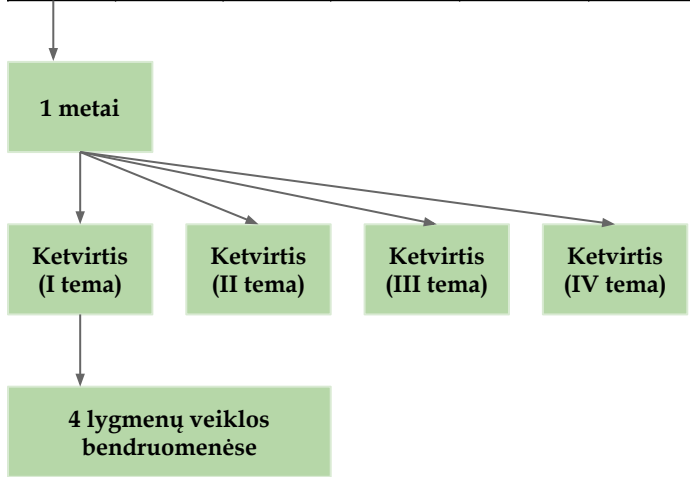 1 metai
Ketvirtis
(I tema)
Ketvirtis
(II tema)
Ketvirtis
(III tema)
Ketvirtis
(IV tema)
4 lygmenų veiklos
bendruomenėse